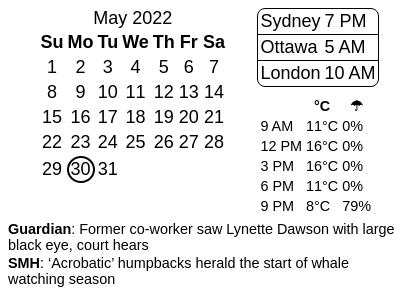 May 2022
Su Mo Tu We Th Fr Sa
1 2 3 4 5 6 7
8 9 10 11 12 13 14
15 16 17 18 19 20 21
22 23 24 25 26 27 28
29 30 31
Sydney 7 PM
Ottawa 5 AM
London 10 AM
°C ☂
9 AM 11°C 0%
12 PM 16°C 0%
3 PM 16°C 0%
6 PM 11°C 0%
9 PM 8°C 79%
Guardian: Former co-worker saw Lynette Dawson with large
black eye, court hears
SMH: ‘Acrobatic’ humpbacks herald the start of whale
watching season